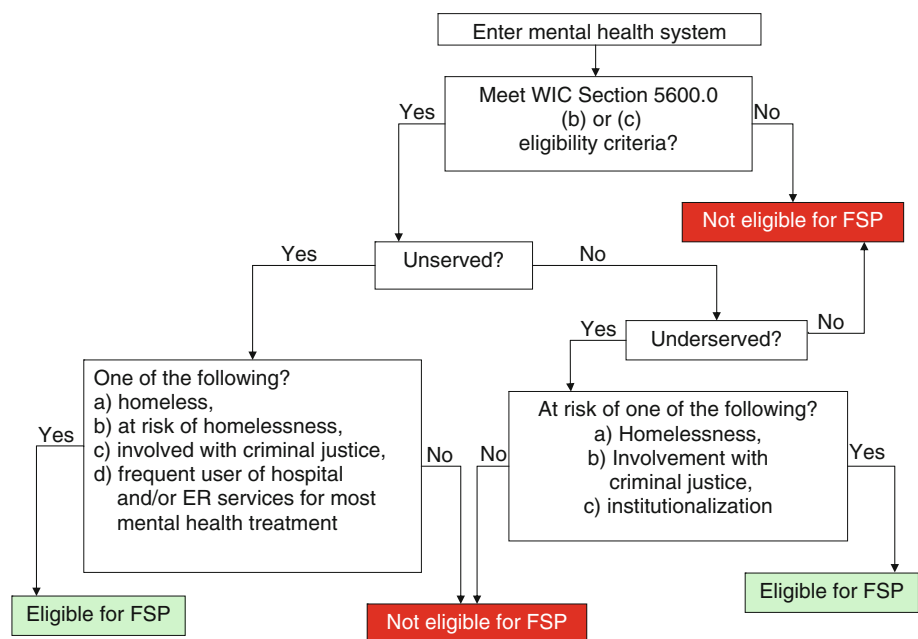 Enter mental health system
Meet WIC Section 5600.0
(b) or (c)
eligibility criteria?
Yes
No
Not eligible for FSP
Unserved?
Yes
No
Underserved?
Yes
No
One of the following?
a) homeless,
b) at risk of homelessness,
c) involved with criminal justice,
d) frequent user of hospital
and/or ER services for most
mental health treatment
Yes
No
At risk of one of the following?
a) Homelessness,
b) Involvement with
criminal justice,
c) institutionalization
No
Yes
Eligible for FSP
Not eligible for FSP
Eligible for FSP